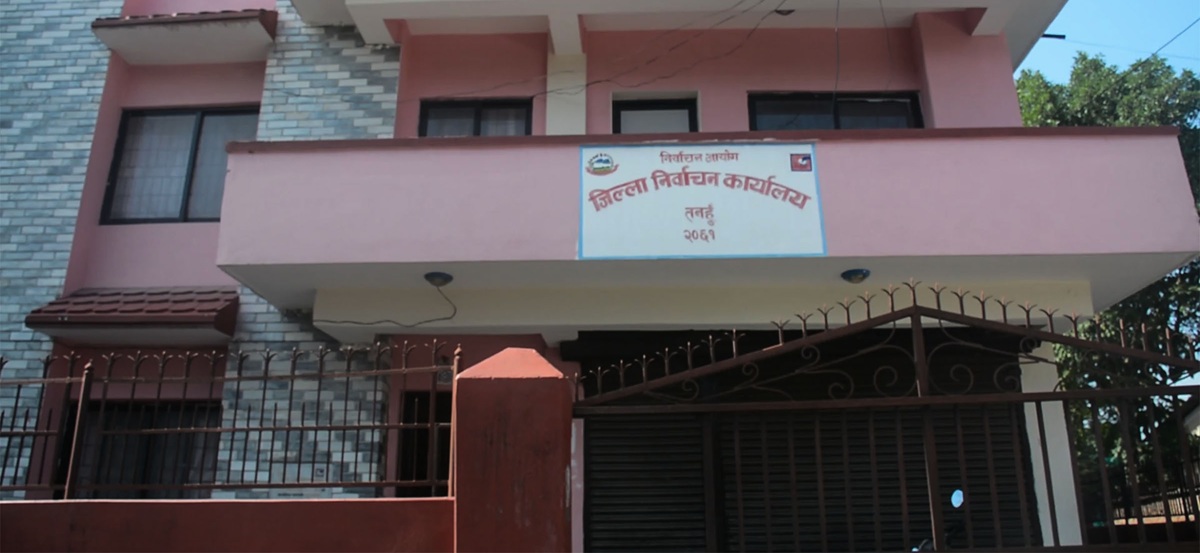 निर्वाचन आयोग
जिल्ला निर्वाचन कार्यालय
तनहुँ
२०६१